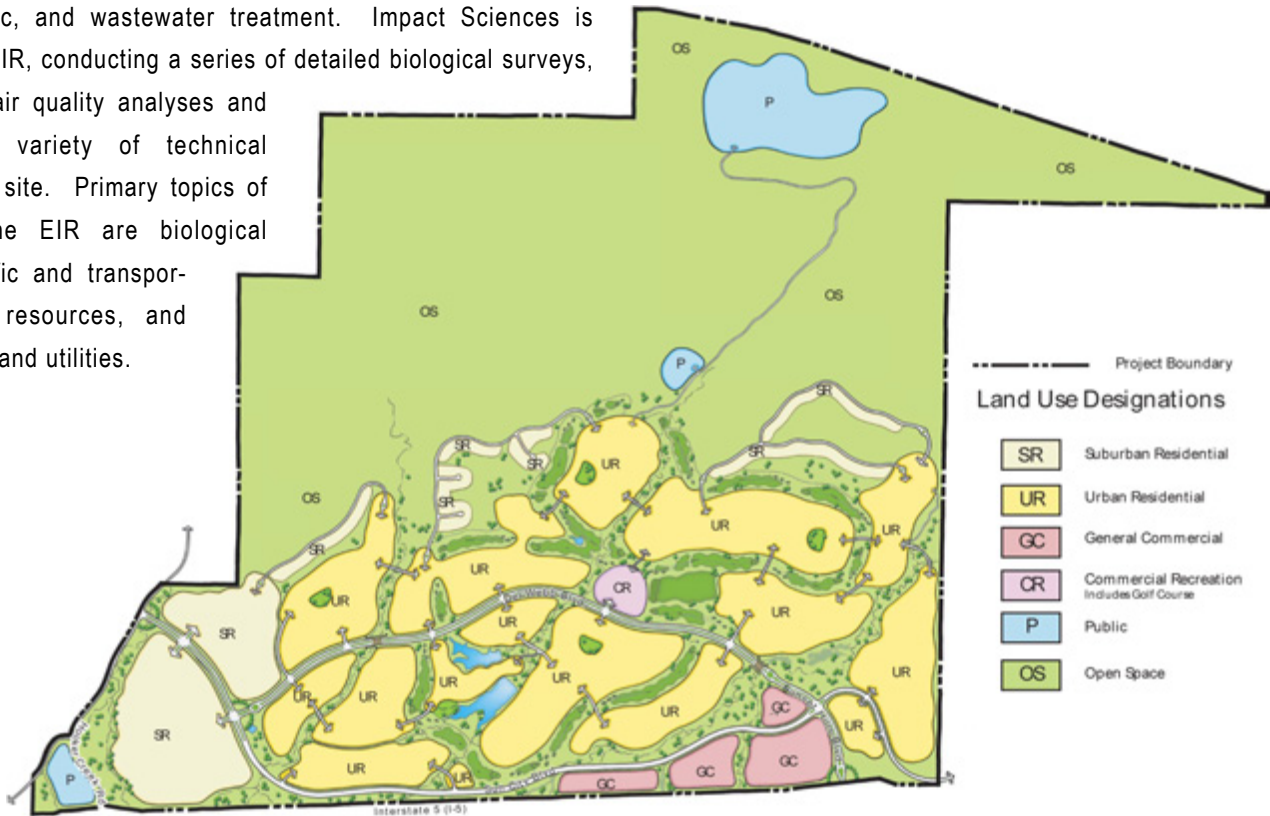 c, and wastewater treatment. Impact Sciences is
IR, conducting a series of detailed biological surveys,
air quality analyses and
variety of technical
site. Primary topics of
ne EIR are biological
fic and transpor-
resources, and
and utilities.
OS
P
OS
OS
OS
P
SR
SR
SR
SR
SR
UR
OS
SR
UR
UR
SR
UR
UR
CR
Del Webb Blvd
UR
UR
SR
UR
UR
UR
UR
UR
UR
SR
UR
GC
UR
P
UR
UR
GC
GC
GC
Interstate 5 (I-5)
Project Boundary
Land Use Designations
SR Suburban Residential
UR Urban Residential
GC General Commercial
CR Commercial Recreation
Includes Golf Course
P Public
OS Open Space